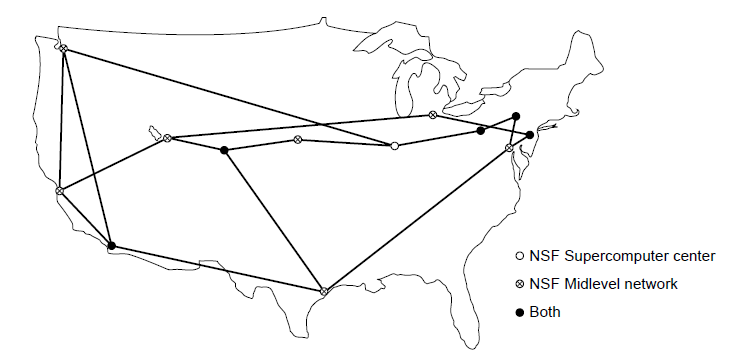 NSF Supercomputer center
NSF Midlevel network
Both